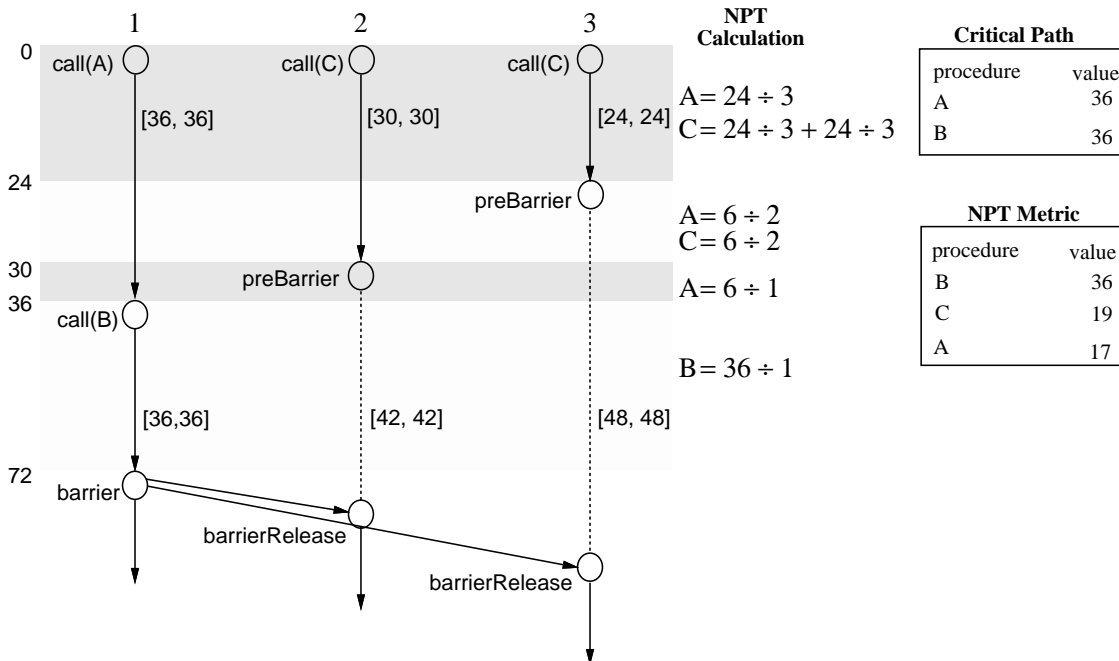 1 2 3
NPT
Calculation
Critical Path
procedure value
A 36
B 36
0
call(A) call(C) call(C)
[36, 36] [30, 30] [24, 24]
A= 24 ÷ 3
C= 24 ÷ 3 + 24 ÷ 3
24
preBarrier
A= 6 ÷ 2
C= 6 ÷ 2
NPT Metric
procedure value
B 36
C 19
A 17
30
preBarrier
A= 6 ÷ 1
36
call(B)
B= 36 ÷ 1
[36,36] [42, 42] [48, 48]
72
barrier
barrierRelease
barrierRelease